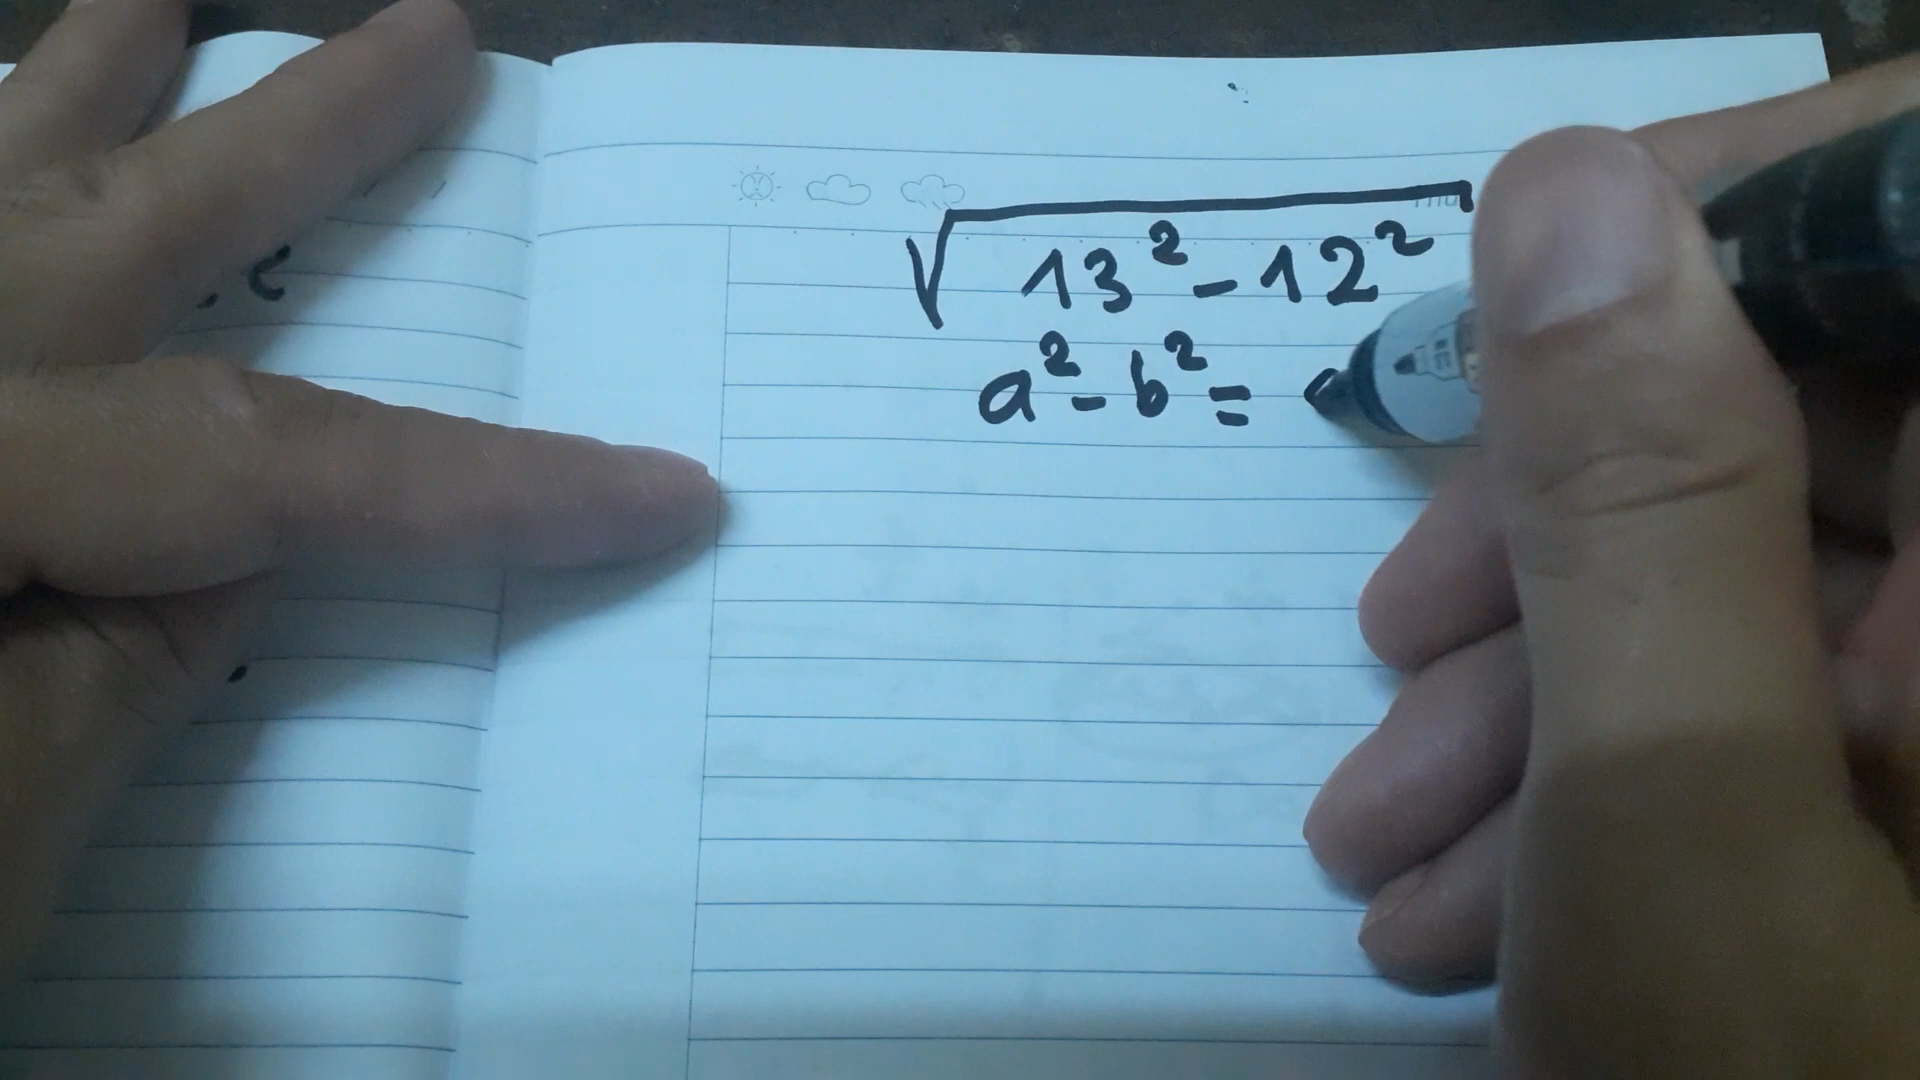 √13² - 12²
a² - b² =